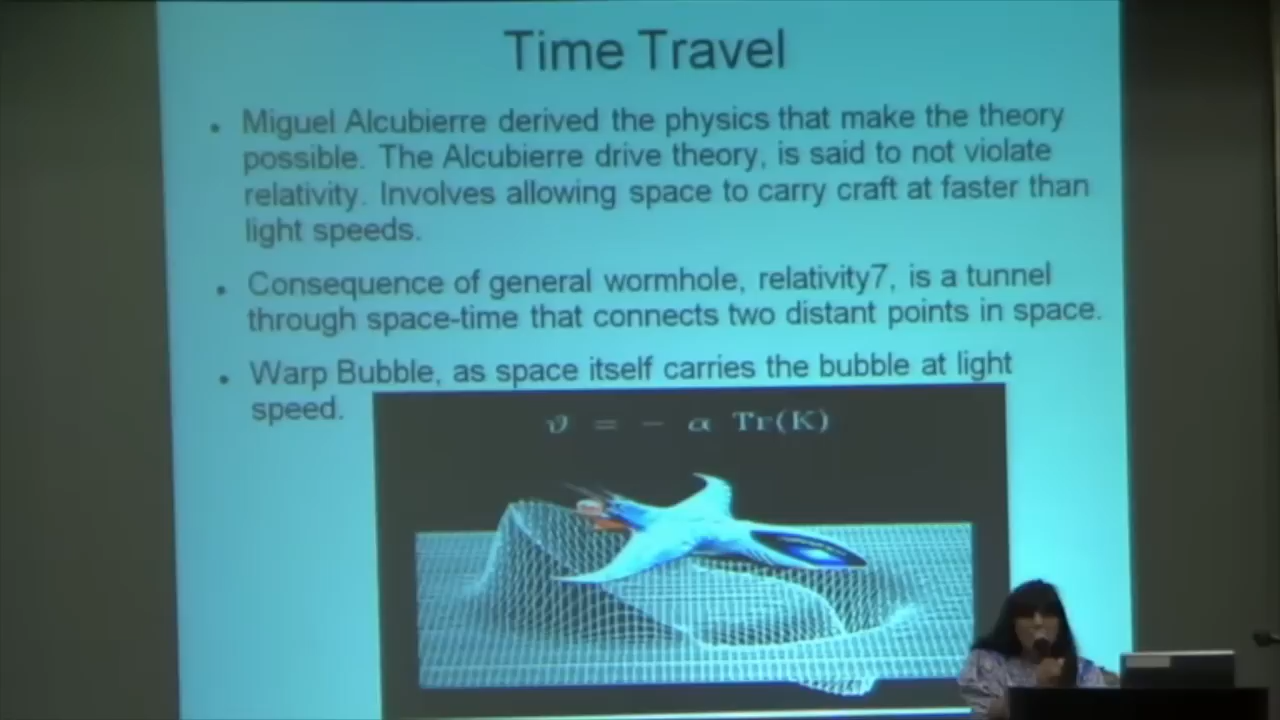 Time Travel
• Miguel Alcubierre derived the physics that make the theory
possible. The Alcubierre drive theory, is said to not violate
relativity. Involves allowing space to carry craft at faster than
light speeds.
• Consequence of general wormhole, relativity7, is a tunnel
through space-time that connects two distant points in space.
• Warp Bubble, as space itself carries the bubble at light
speed.
ϑ = − α Tr(K)